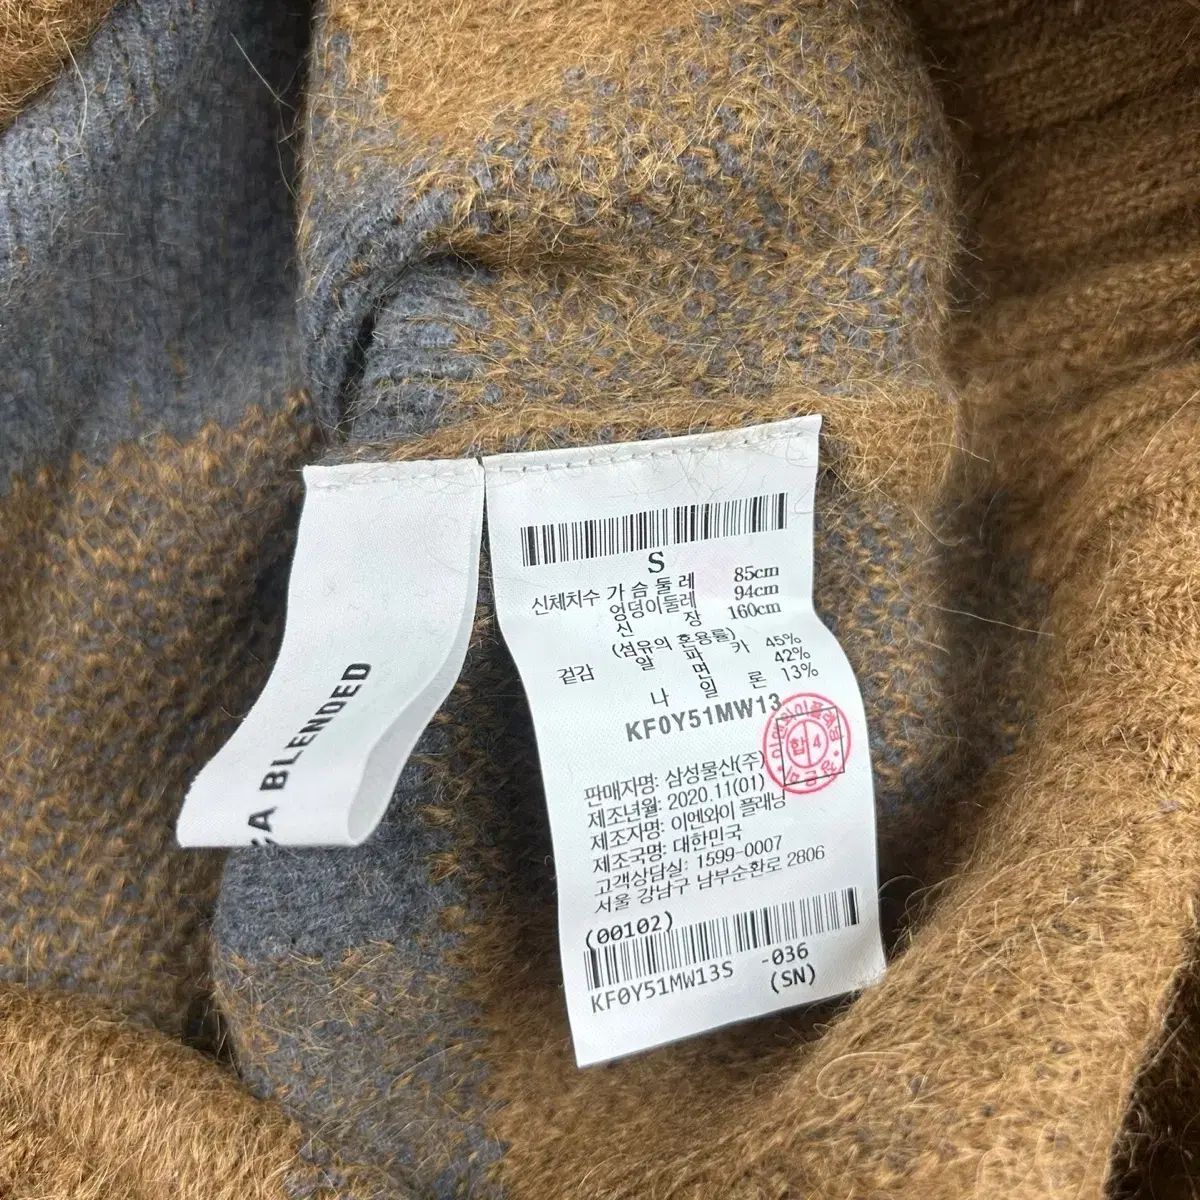 A BLENDED
S
신체치수 가슴둘레 85cm
엉덩이둘레 94cm
신 장 160cm
(섬유의 혼용률)
겉감 알 파 카 45%
면 42%
나 일 론 13%
KF0Y51MW13
합 4
판매자명: 삼성물산(주)
제조년월: 2020.11(01)
제조자명: 이엔와이 플래닝
제조국명: 대한민국
고객상담실: 1599-0007
서울 강남구 남부순환로 2806
(00102)
KF0Y51MW13S -036
(SN)